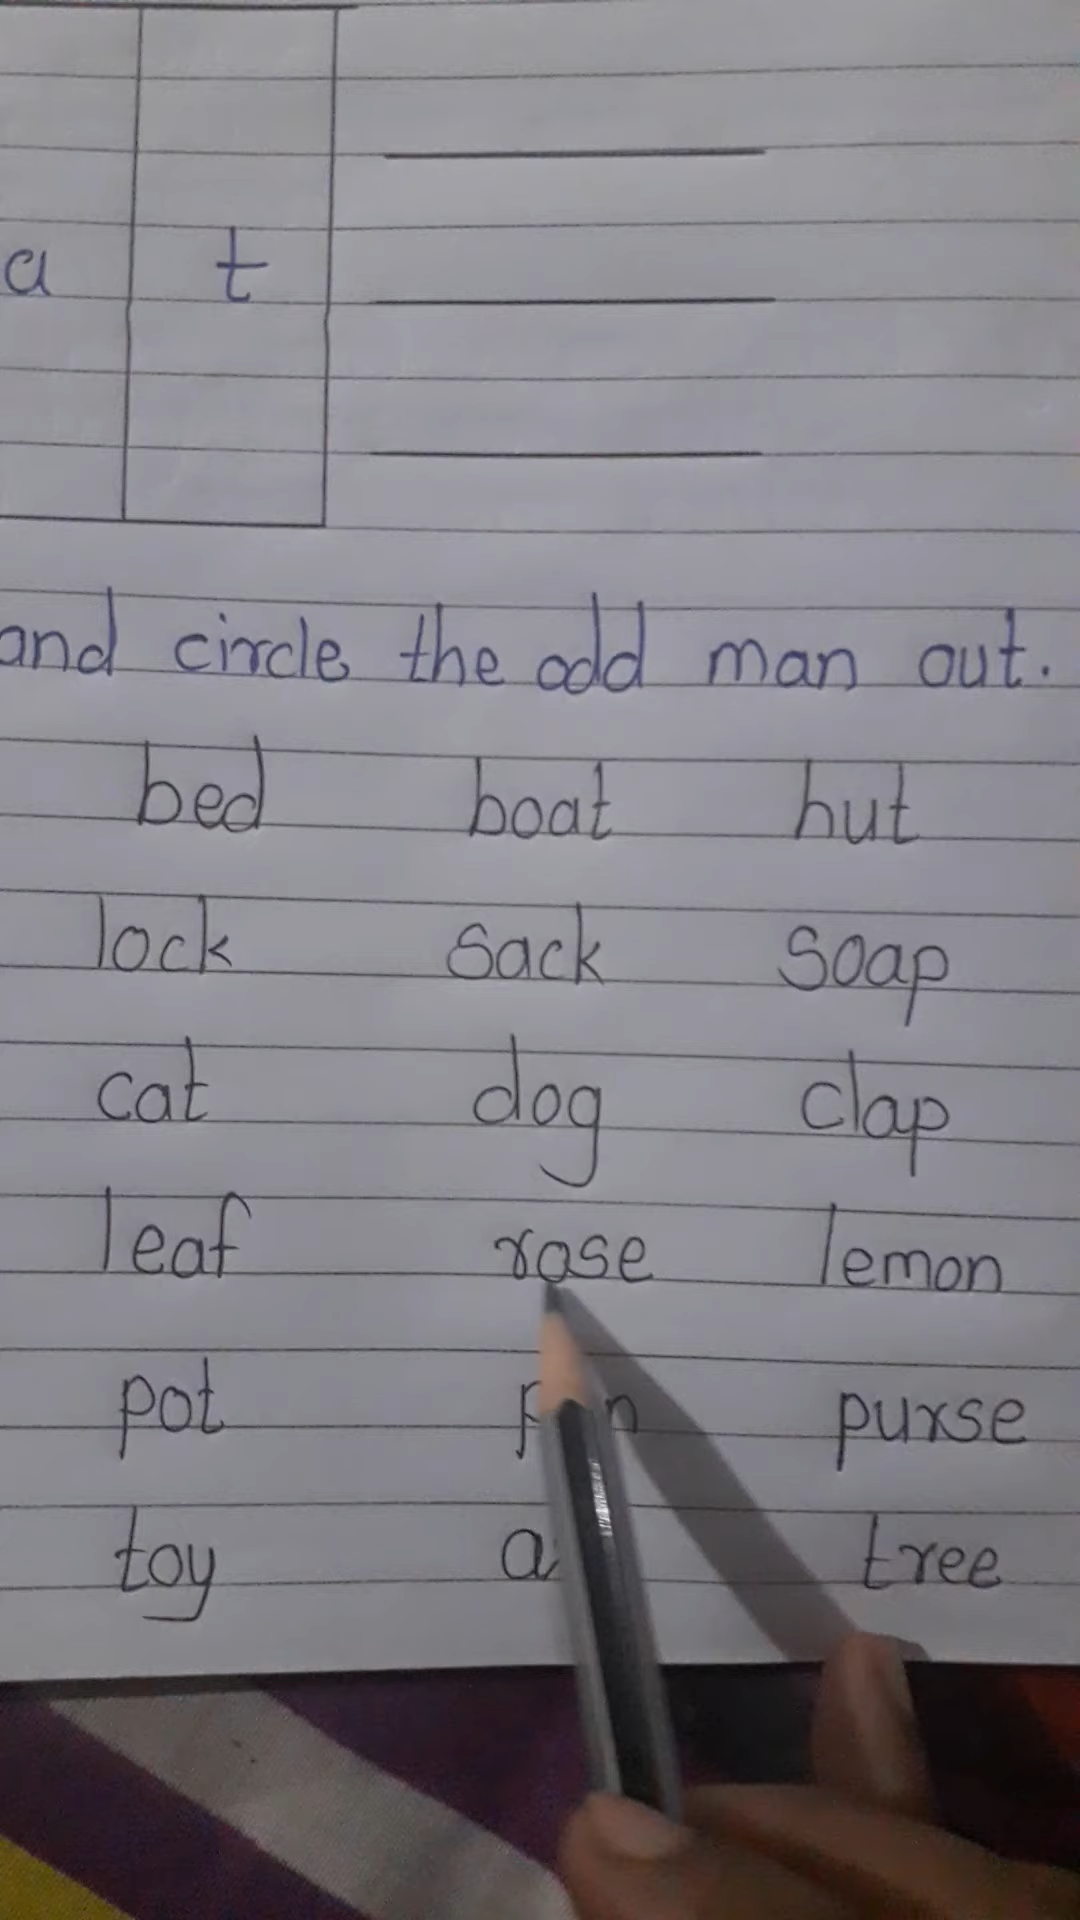 a t
and circle the odd man out.
bed boat hut
lock sack soap
cat dog clap
leaf rose lemon
pot purse
toy tree